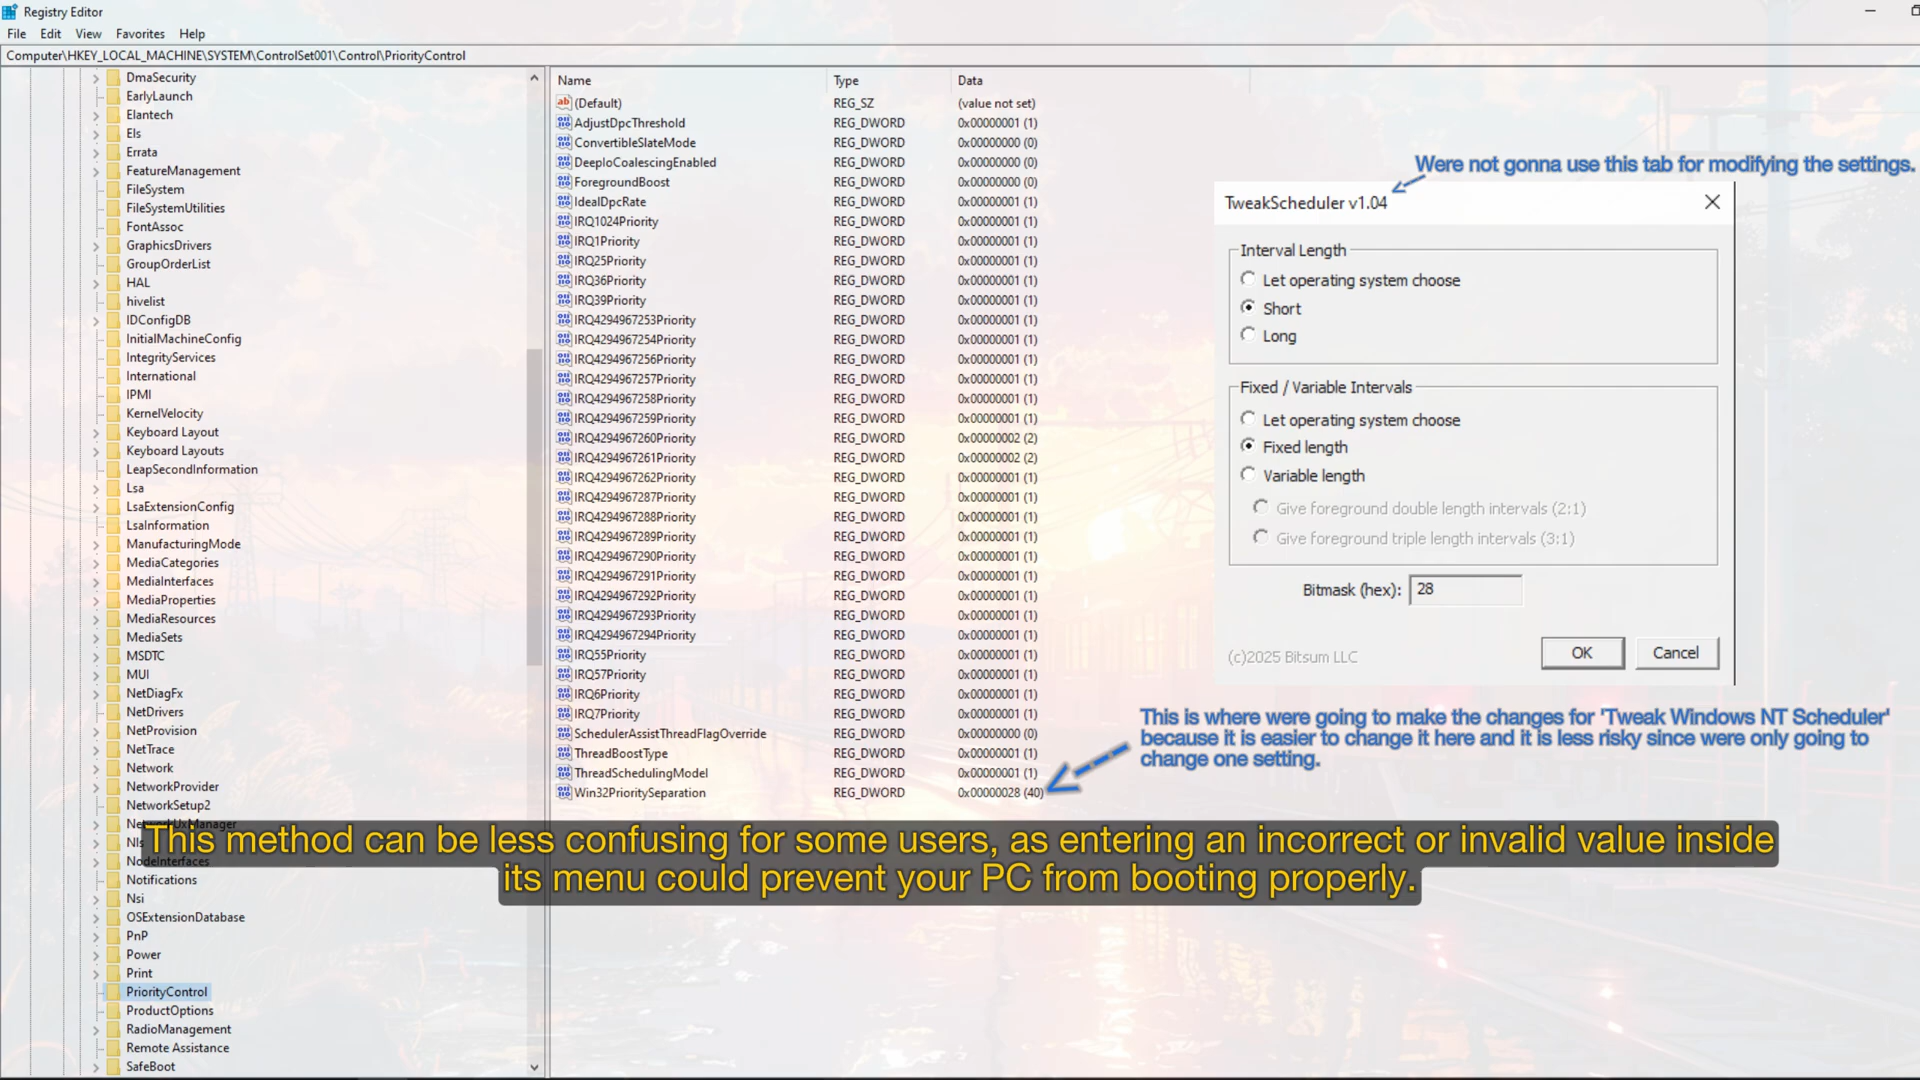 Registry Editor
File Edit View Favorites Help
Computer\HKEY_LOCAL_MACHINE\SYSTEM\ControlSet001\Control\PriorityControl
DmaSecurity
EarlyLaunch
Elantech
Els
Errata
FeatureManagement
FileSystem
FileSystemUtilities
FontAssoc
GraphicsDrivers
GroupOrderList
HAL
hivelist
IDConfigDB
InitialMachineConfig
IntegrityServices
International
IPMI
KernelVelocity
Keyboard Layout
Keyboard Layouts
LeapSecondInformation
Lsa
LsaExtensionConfig
LsaInformation
ManufacturingMode
MediaCategories
MediaInterfaces
MediaProperties
MediaResources
MediaSets
MSDTC
MUI
NetDiagFx
NetDrivers
NetProvision
NetTrace
Network
NetworkProvider
NetworkSetup2
NetworkUxManager
Nls
NodeInterfaces
Notifications
Nsi
OSExtensionDatabase
PnP
Power
Print
PriorityControl
ProductOptions
RadioManagement
Remote Assistance
SafeBoot
Name Type Data
(Default) REG_SZ (value not set)
AdjustDpcThreshold REG_DWORD 0x00000001 (1)
ConvertibleSlateMode REG_DWORD 0x00000000 (0)
DeepIoCoalescingEnabled REG_DWORD 0x00000000 (0)
ForegroundBoost REG_DWORD 0x00000000 (0)
IdealDpcRate REG_DWORD 0x00000001 (1)
IRQ1024Priority REG_DWORD 0x00000001 (1)
IRQ1Priority REG_DWORD 0x00000001 (1)
IRQ25Priority REG_DWORD 0x00000001 (1)
IRQ36Priority REG_DWORD 0x00000001 (1)
IRQ39Priority REG_DWORD 0x00000001 (1)
IRQ4294967253Priority REG_DWORD 0x00000001 (1)
IRQ4294967254Priority REG_DWORD 0x00000001 (1)
IRQ4294967256Priority REG_DWORD 0x00000001 (1)
IRQ4294967257Priority REG_DWORD 0x00000001 (1)
IRQ4294967258Priority REG_DWORD 0x00000001 (1)
IRQ4294967259Priority REG_DWORD 0x00000001 (1)
IRQ4294967260Priority REG_DWORD 0x00000002 (2)
IRQ4294967261Priority REG_DWORD 0x00000002 (2)
IRQ4294967262Priority REG_DWORD 0x00000001 (1)
IRQ4294967287Priority REG_DWORD 0x00000001 (1)
IRQ4294967288Priority REG_DWORD 0x00000001 (1)
IRQ4294967289Priority REG_DWORD 0x00000001 (1)
IRQ4294967290Priority REG_DWORD 0x00000001 (1)
IRQ4294967291Priority REG_DWORD 0x00000001 (1)
IRQ4294967292Priority REG_DWORD 0x00000001 (1)
IRQ4294967293Priority REG_DWORD 0x00000001 (1)
IRQ4294967294Priority REG_DWORD 0x00000001 (1)
IRQ55Priority REG_DWORD 0x00000001 (1)
IRQ57Priority REG_DWORD 0x00000001 (1)
IRQ6Priority REG_DWORD 0x00000001 (1)
IRQ7Priority REG_DWORD 0x00000001 (1)
SchedulerAssistThreadFlagOverride REG_DWORD 0x00000000 (0)
ThreadBoostType REG_DWORD 0x00000001 (1)
ThreadSchedulingModel REG_DWORD 0x00000001 (1)
Win32PrioritySeparation REG_DWORD 0x00000028 (40)
Were not gonna use this tab for modifying the settings.
TweakScheduler v1.04
Interval Length
Let operating system choose
Short
Long
Fixed / Variable Intervals
Let operating system choose
Fixed length
Variable length
Give foreground double length intervals (2:1)
Give foreground triple length intervals (3:1)
Bitmask (hex): 28
(c)2025 Bitsum LLC OK Cancel
This is where were going to make the changes for 'Tweak Windows NT Scheduler'
because it is easier to change it here and it is less risky since were only going to
change one setting.
This method can be less confusing for some users, as entering an incorrect or invalid value inside
its menu could prevent your PC from booting properly.